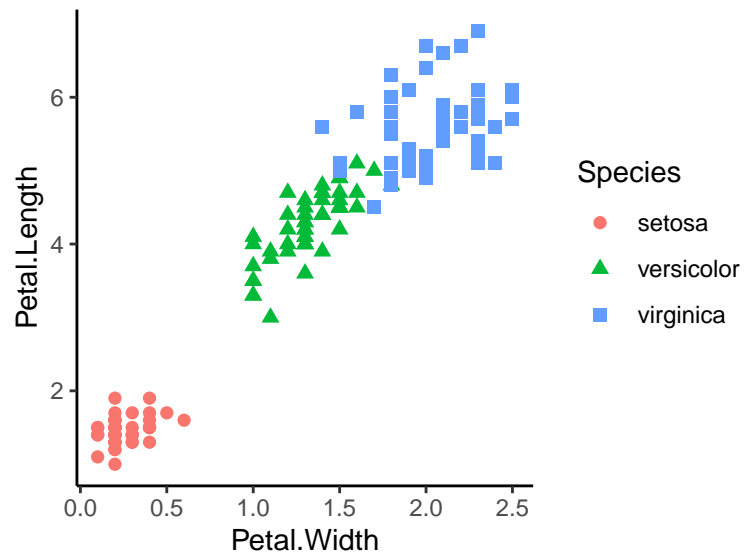 Petal.Length
6
4
2
0.0 0.5 1.0 1.5 2.0 2.5
Petal.Width
Species
setosa
versicolor
virginica